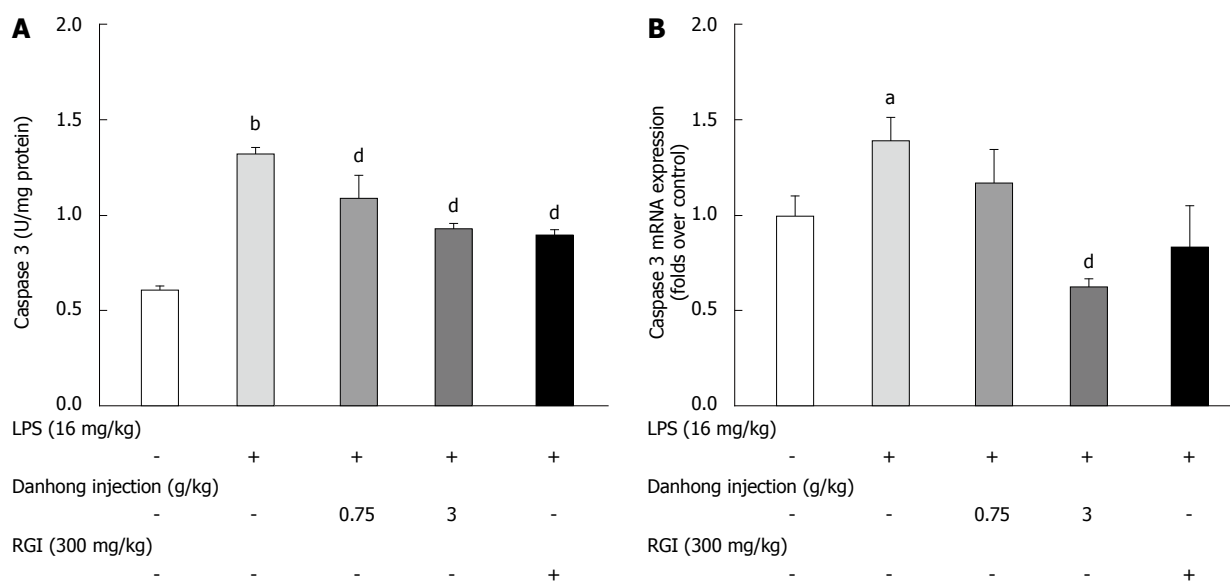 A
2.0
1.5
1.0
0.5
0.0
Caspase 3 (U/mg protein)
b
d
d
d
LPS (16 mg/kg)
- + + + +
Danhong injection (g/kg)
- - 0.75 3 -
RGI (300 mg/kg)
- - - - +
B
2.0
1.5
1.0
0.5
0.0
Caspase 3 mRNA expression
(folds over control)
a
d
LPS (16 mg/kg)
- + + + +
Danhong injection (g/kg)
- - 0.75 3 -
RGI (300 mg/kg)
- - - - +